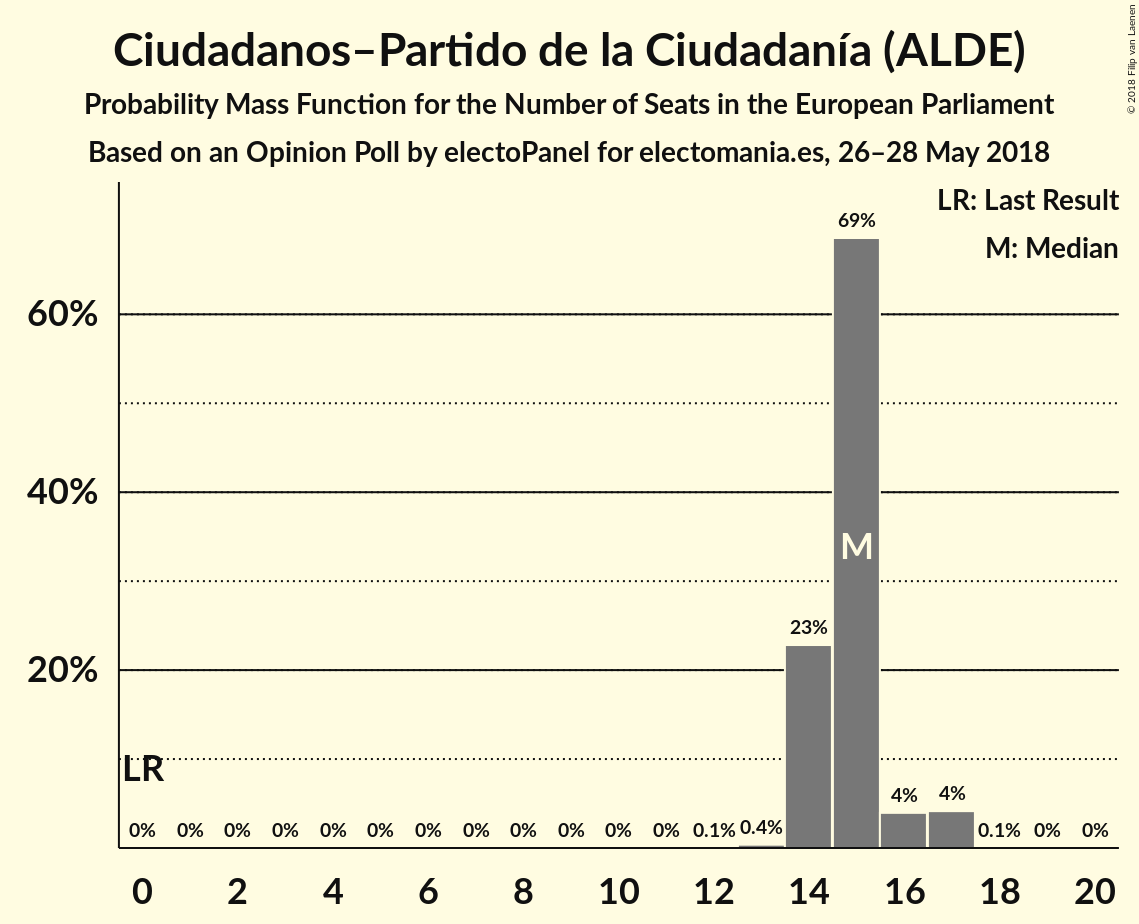 Ciudadanos–Partido de la Ciudadanía (ALDE)
Probability Mass Function for the Number of Seats in the European Parliament
Based on an Opinion Poll by electoPanel for electomania.es, 26–28 May 2018
© 2018 Filip van Laenen
LR: Last Result
M: Median
69%
60%
40%
M
23%
20%
LR
4% 4%
0% 0% 0% 0% 0% 0% 0% 0% 0% 0% 0% 0% 0.1% 0.4% 0.1% 0% 0%
0 2 4 6 8 10 12 14 16 18 20